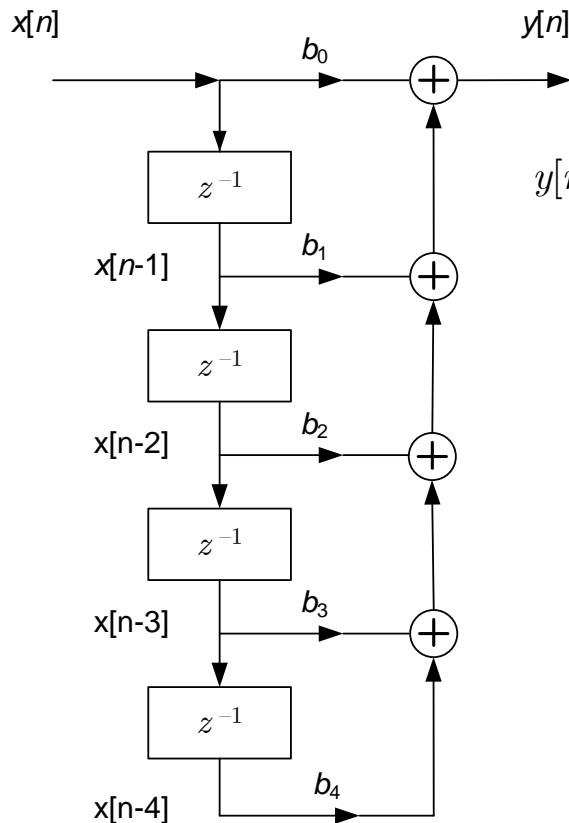 x[n] y[n]
b₀
z⁻¹
y[
x[n-1] b₁
z⁻¹
x[n-2] b₂
z⁻¹
x[n-3] b₃
z⁻¹
x[n-4] b₄